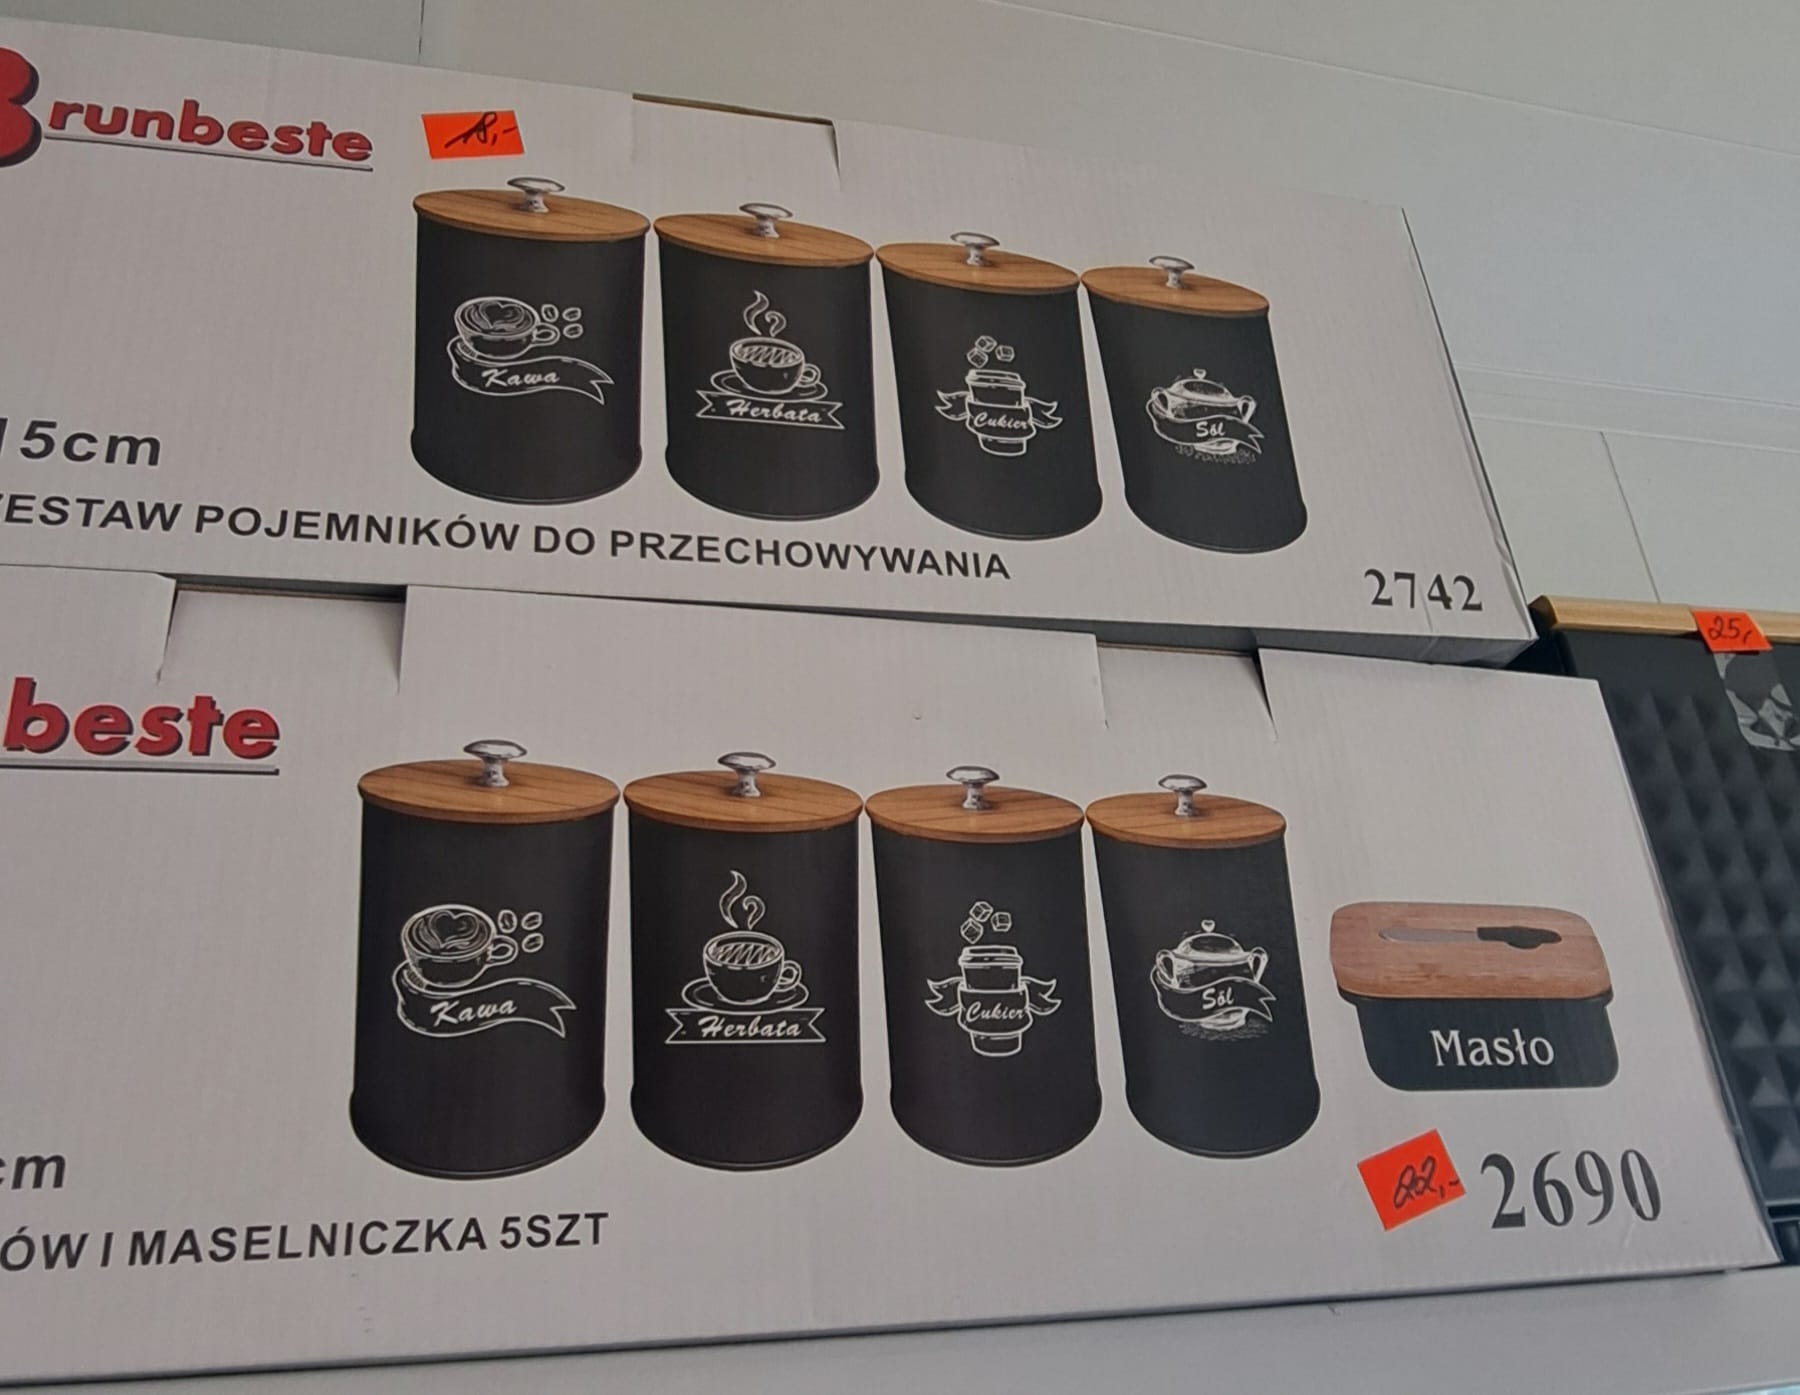 Brunbeste
18,-
Kawa
Herbata
Cukier
Sól
15cm
ZESTAW POJEMNIKÓW DO PRZECHOWYWANIA
2742
25,-
beste
Kawa
Herbata
Cukier
Sól
Masło
cm
ÓW I MASELNICZKA 5SZT
22,-
2690